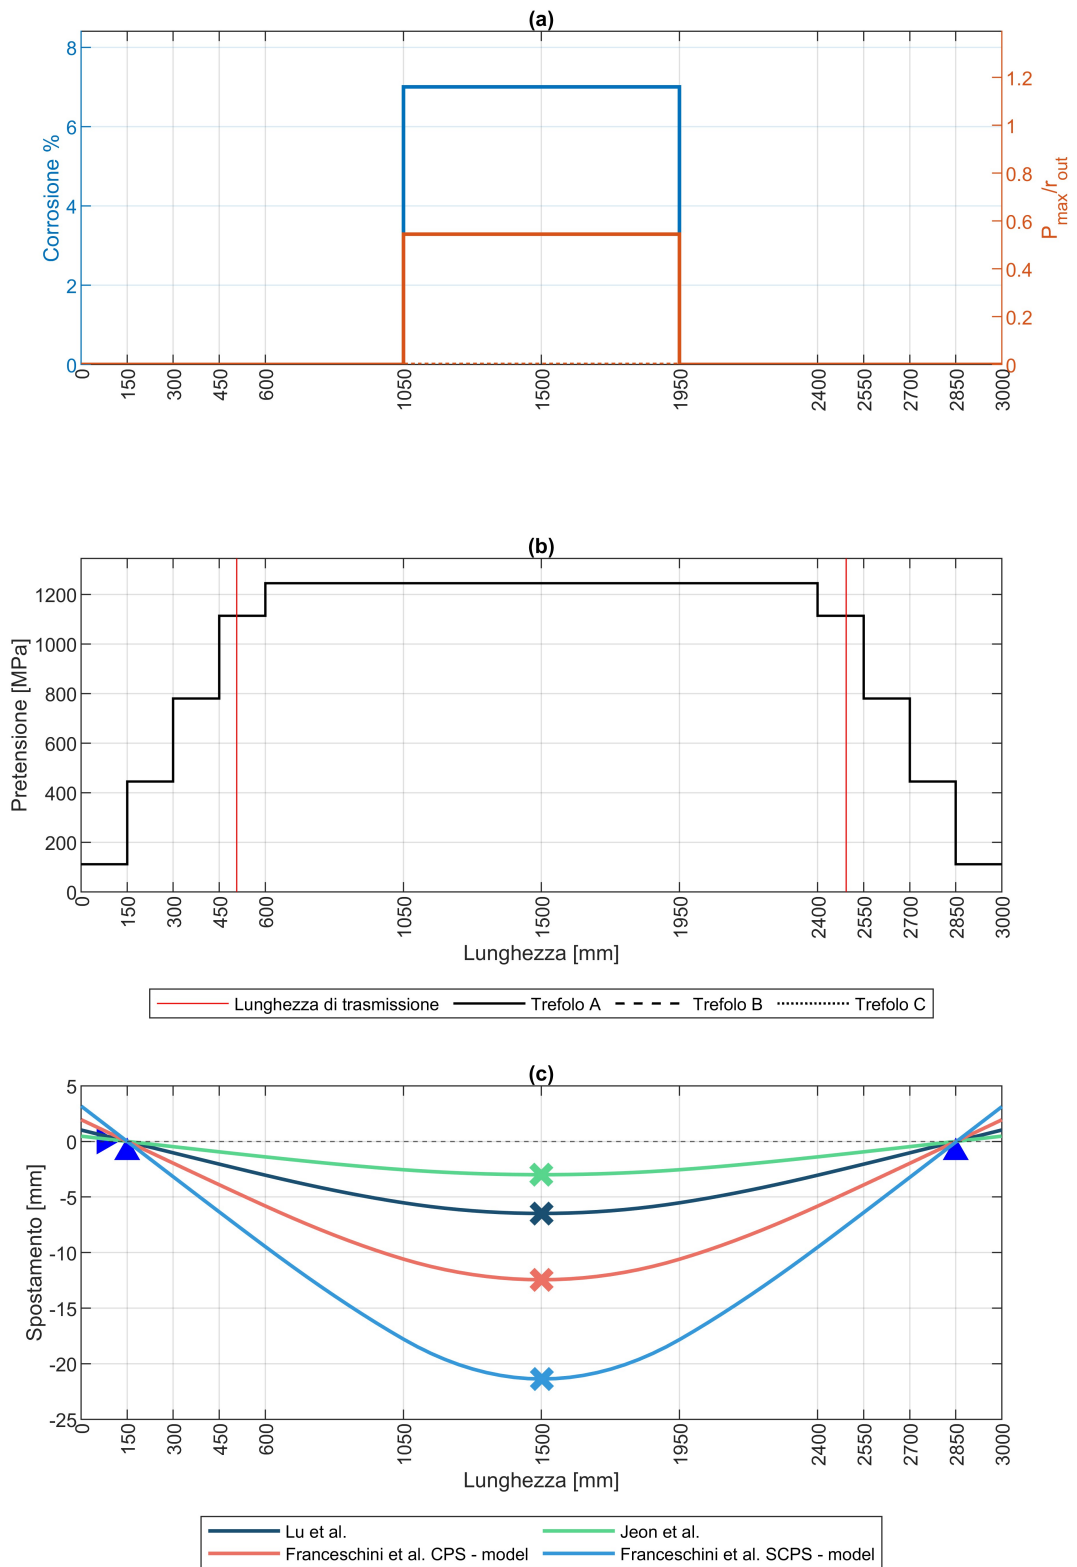 (a)
8
6
4
2
0
Corrosione %
1.2
1
0.8
0.6
0.4
0.2
0
Pmax/rout
0 150 300 450 600 1050 1500 1950 2400 2550 2700 2850 3000
(b)
1200
1000
800
600
400
200
0
Pretensione [MPa]
0 150 300 450 600 1050 1500 1950 2400 2550 2700 2850 3000
Lunghezza [mm]
Lunghezza di trasmissione Trefolo A Trefolo B Trefolo C
(c)
5
0
-5
-10
-15
-20
-25
Spostamento [mm]
0 150 300 450 600 1050 1500 1950 2400 2550 2700 2850 3000
Lunghezza [mm]
Lu et al. Jeon et al.
Franceschini et al. CPS - model Franceschini et al. SCPS - model